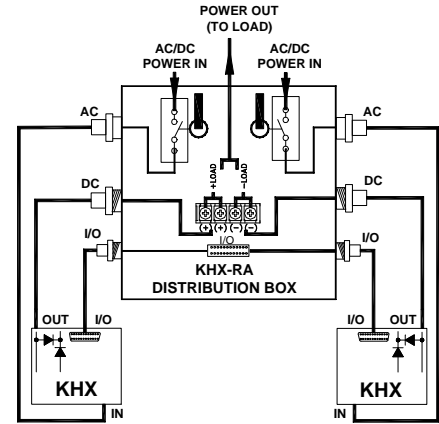 POWER OUT
(TO LOAD)
AC/DC
POWER IN
AC/DC
POWER IN
AC
AC
+LOAD
−LOAD
DC
DC
(+) (+) (−) (−)
I/O
I/O
I/O
KHX-RA
DISTRIBUTION BOX
OUT
I/O
I/O
OUT
KHX
KHX
IN
IN